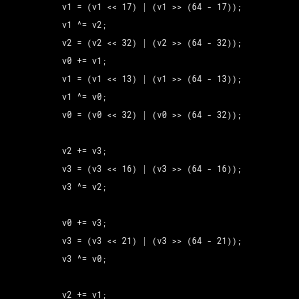 v1 = (v1 << 17) | (v1 >> (64 - 17));
v1 ^= v2;
v2 = (v2 << 32) | (v2 >> (64 - 32));
v0 += v1;
v1 = (v1 << 13) | (v1 >> (64 - 13));
v1 ^= v0;
v0 = (v0 << 32) | (v0 >> (64 - 32));
v2 += v3;
v3 = (v3 << 16) | (v3 >> (64 - 16));
v3 ^= v2;
v0 += v3;
v3 = (v3 << 21) | (v3 >> (64 - 21));
v3 ^= v0;
v2 += v1;